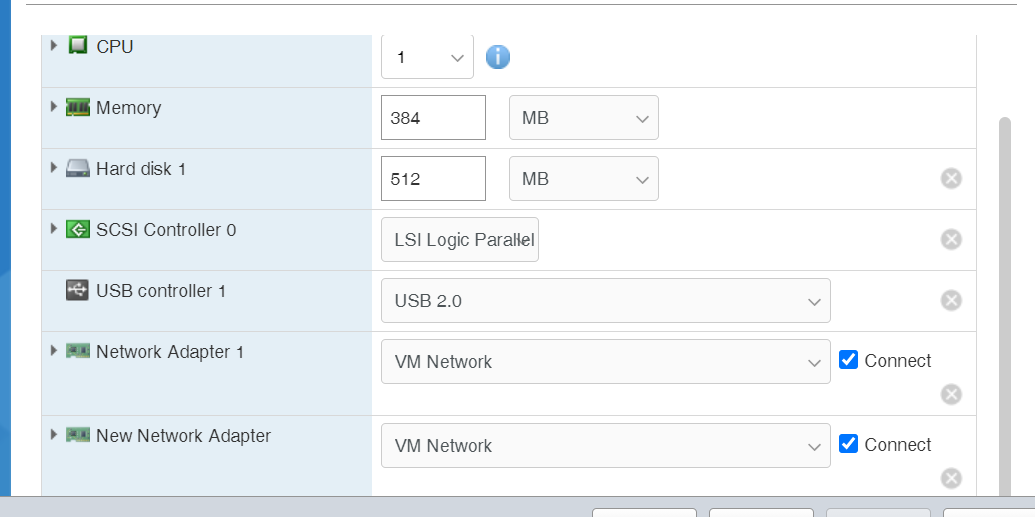 CPU
1
Memory
384
MB
Hard disk 1
512
MB
SCSI Controller 0
LSI Logic Parallel
USB controller 1
USB 2.0
Network Adapter 1
VM Network
Connect
New Network Adapter
VM Network
Connect